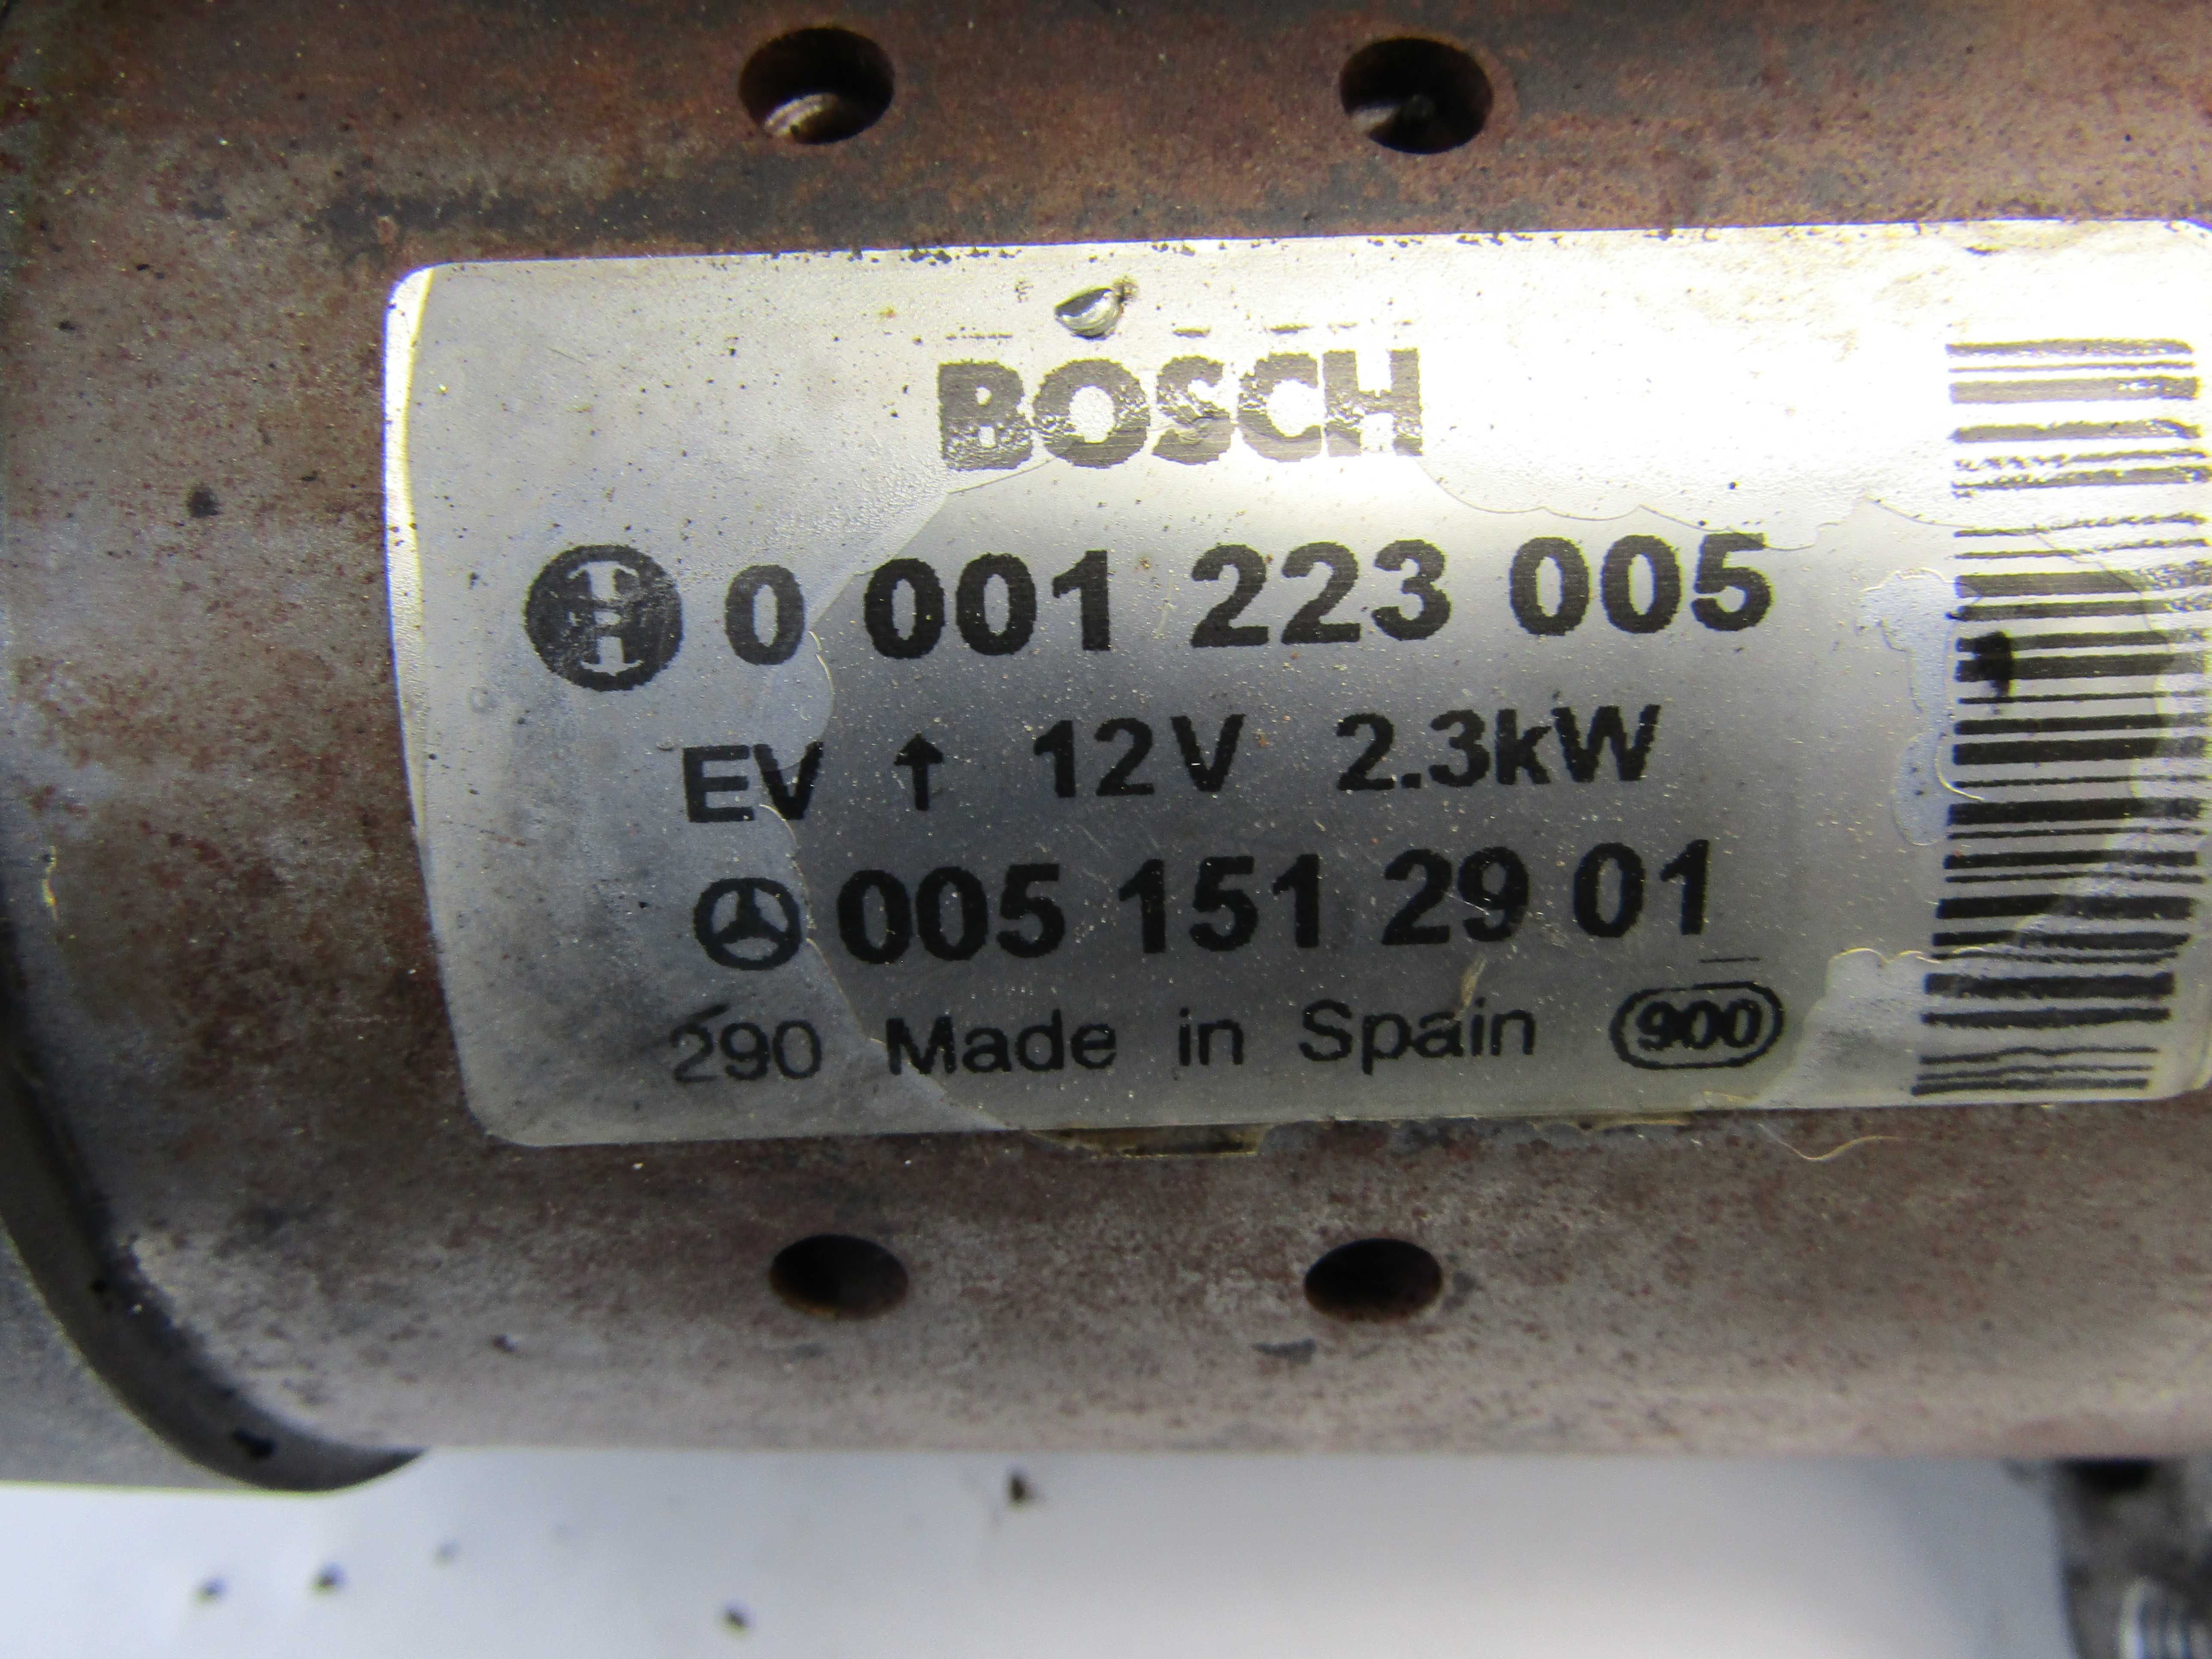 BOSCH
0 001 223 005
EV ↑ 12V 2.3kW
005 151 29 01
290 Made in Spain 900